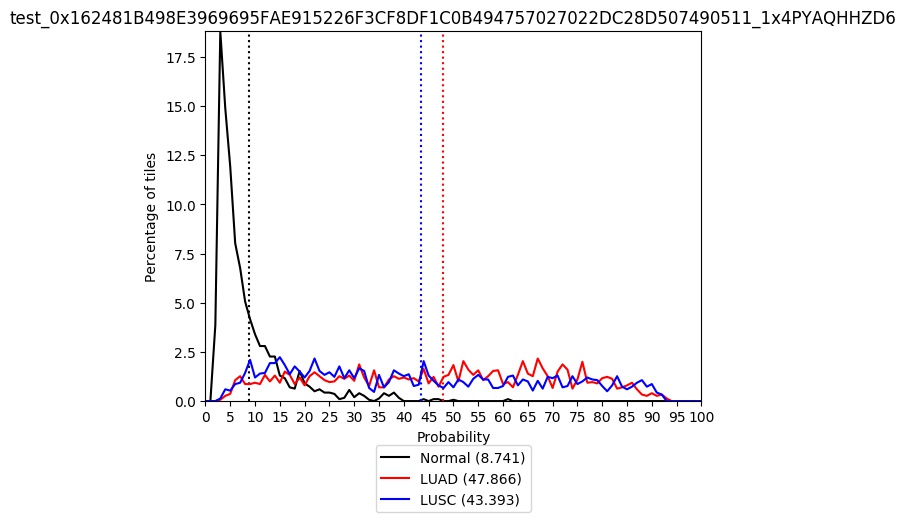 test_0x162481B498E3969695FAE915226F3CF8DF1C0B494757027022DC28D507490511_1x4PYAQHHZD6
17.5
15.0
12.5
10.0
7.5
5.0
2.5
0.0
Percentage of tiles
0 5 10 15 20 25 30 35 40 45 50 55 60 65 70 75 80 85 90 95 100
Probability
Normal (8.741)
LUAD (47.866)
LUSC (43.393)